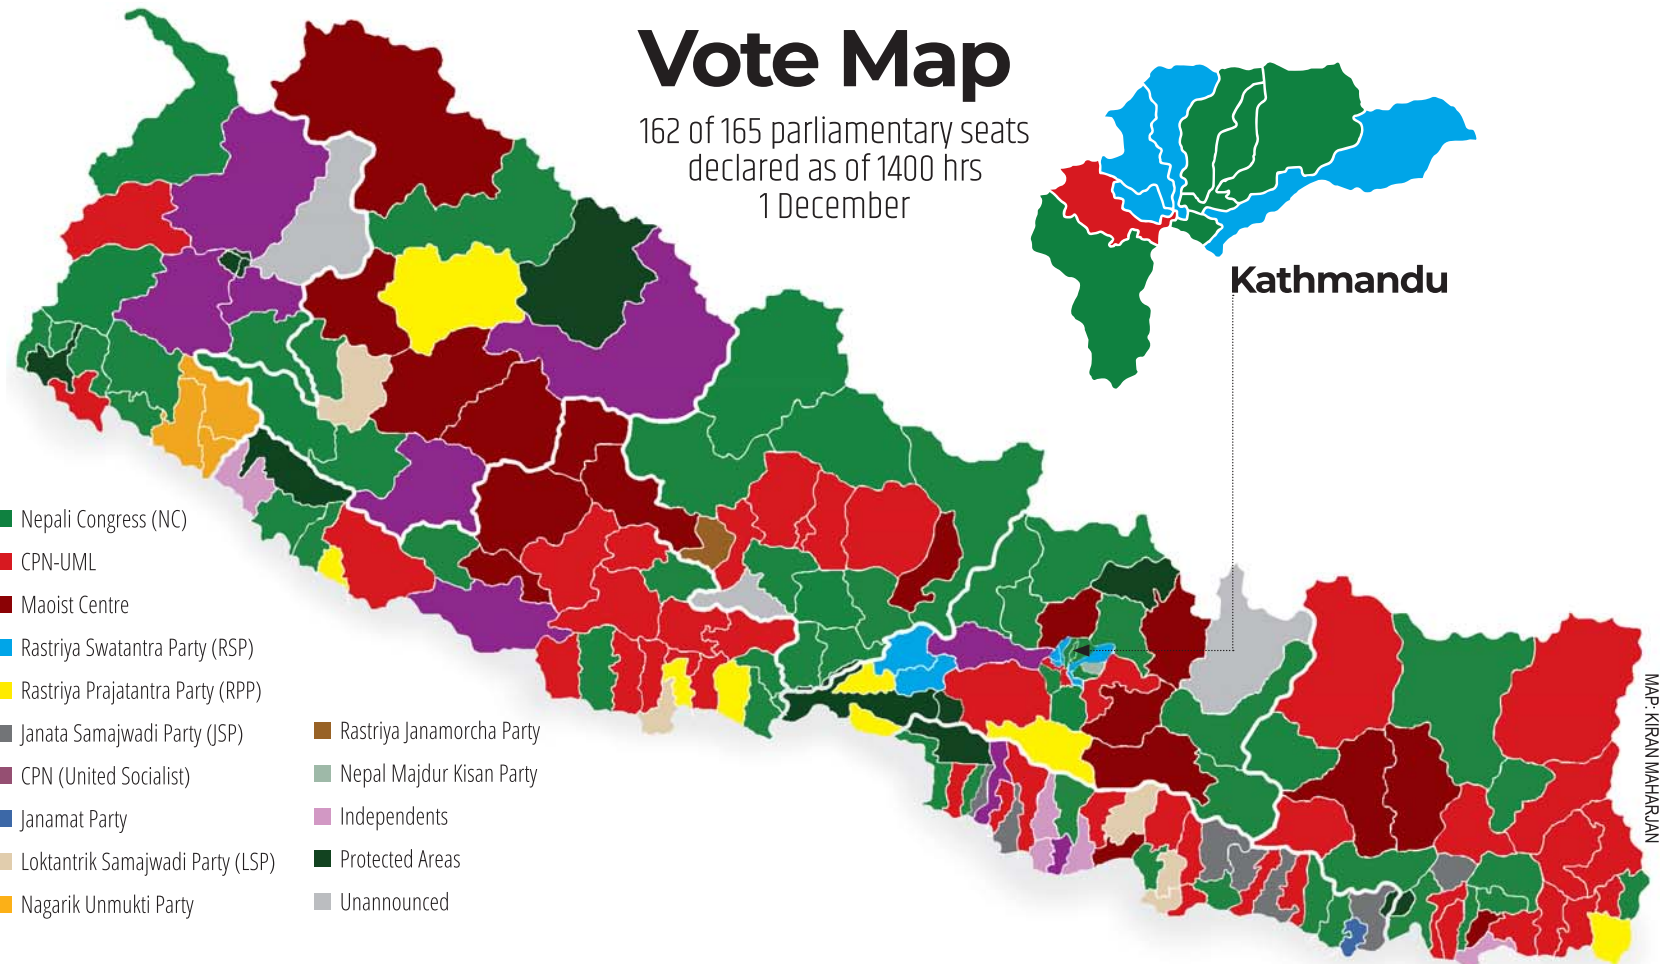 Vote Map
162 of 165 parliamentary seats
declared as of 1400 hrs
1 December
Kathmandu
Nepali Congress (NC)
CPN-UML
Maoist Centre
Rastriya Swatantra Party (RSP)
Rastriya Prajatantra Party (RPP)
Janata Samajwadi Party (JSP)
CPN (United Socialist)
Janamat Party
Loktantrik Samajwadi Party (LSP)
Nagarik Unmukti Party
Rastriya Janamorcha Party
Nepal Majdur Kisan Party
Independents
Protected Areas
Unannounced
MAP: KIRAN MAHARJAN